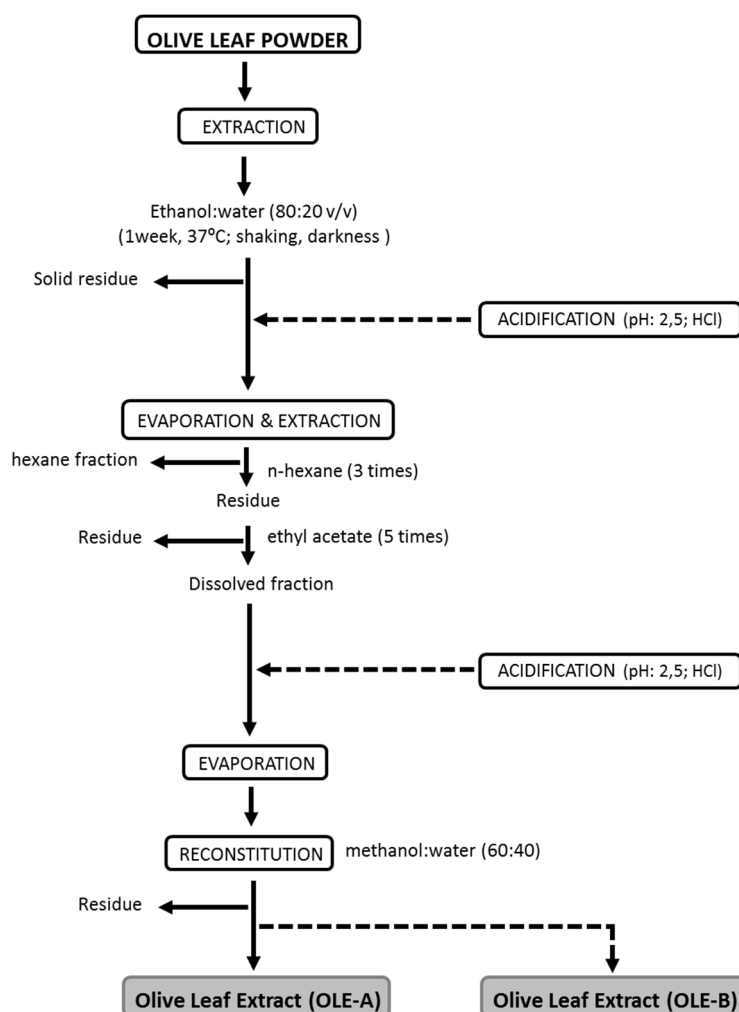 OLIVE LEAF POWDER
EXTRACTION
Ethanol:water (80:20 v/v)
(1week, 37ºC; shaking, darkness )
Solid residue
ACIDIFICATION (pH: 2,5; HCl)
EVAPORATION & EXTRACTION
hexane fraction
n-hexane (3 times)
Residue
Residue
ethyl acetate (5 times)
Dissolved fraction
ACIDIFICATION (pH: 2,5; HCl)
EVAPORATION
RECONSTITUTION
methanol:water (60:40)
Residue
Olive Leaf Extract (OLE-A)
Olive Leaf Extract (OLE-B)